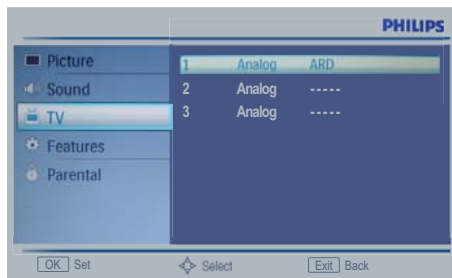 PHILIPS
Picture
Sound
TV
Features
Parental
1 Analog ARD
2 Analog -----
3 Analog -----
OK Set Select Exit Back